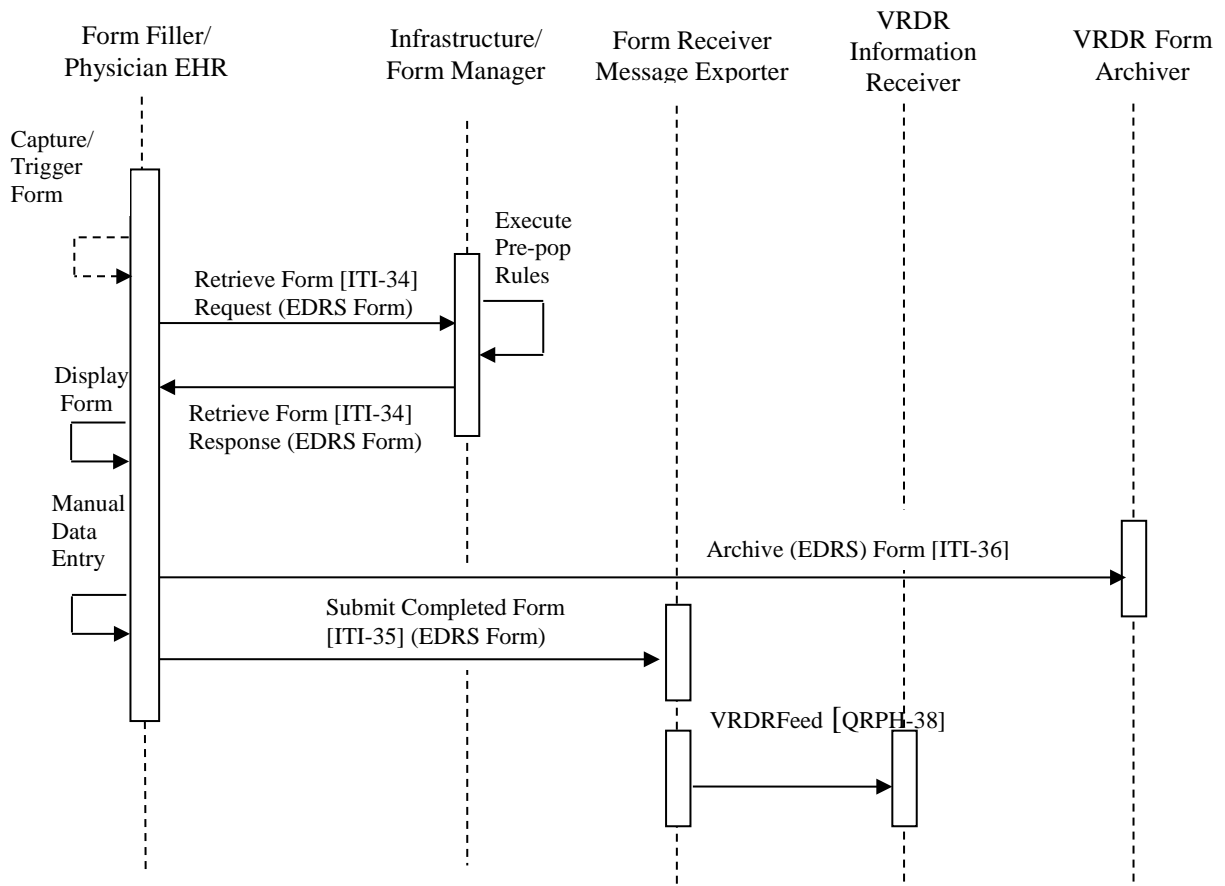 Form Filler/
Physician EHR
Infrastructure/
Form Manager
Form Receiver
Message Exporter
VRDR
Information
Receiver
VRDR Form
Archiver
Capture/
Trigger
Form
Execute
Pre-pop
Rules
Retrieve Form [ITI-34]
Request (EDRS Form)
Display
Form
Retrieve Form [ITI-34]
Response (EDRS Form)
Manual
Data
Entry
Archive (EDRS) Form [ITI-36]
Submit Completed Form
[ITI-35] (EDRS Form)
VRDRFeed [QRPH-38]